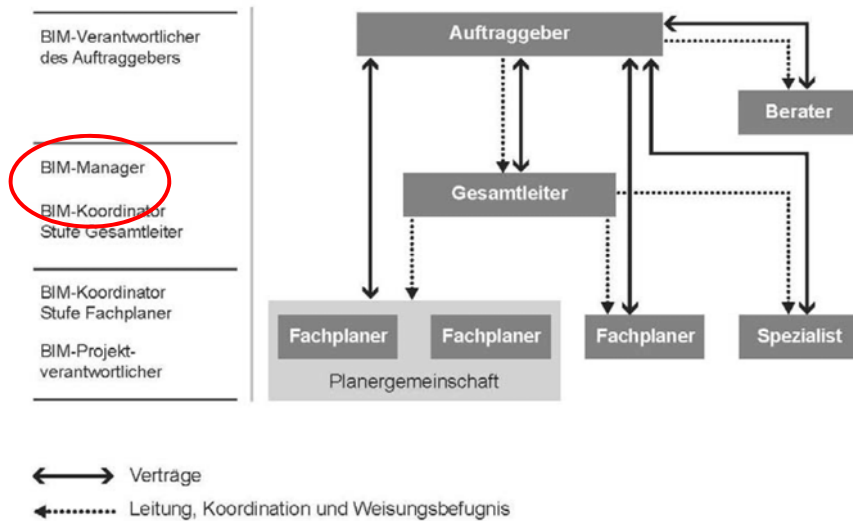 BIM-Verantwortlicher
des Auftraggebers
Auftraggeber
Berater
BIM-Manager
BIM-Koordinator
Stufe Gesamtleiter
Gesamtleiter
BIM-Koordinator
Stufe Fachplaner
BIM-Projekt-
verantwortlicher
Fachplaner
Fachplaner
Fachplaner
Spezialist
Planergemeinschaft
Verträge
Leitung, Koordination und Weisungsbefugnis